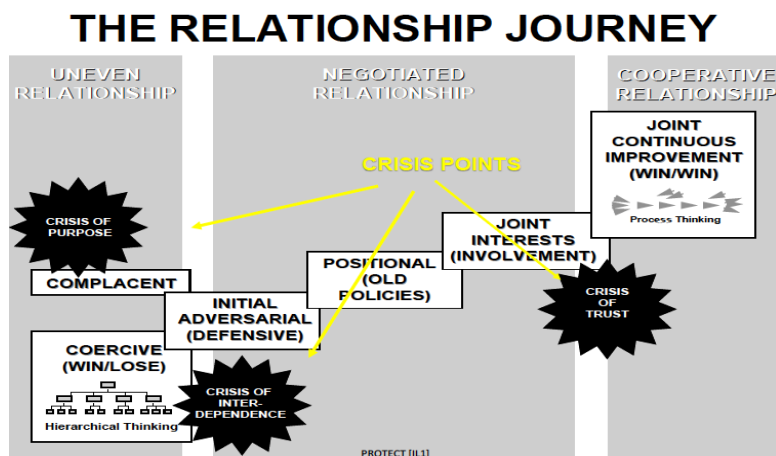 THE RELATIONSHIP JOURNEY
UNEVEN
RELATIONSHIP
NEGOTIATED
RELATIONSHIP
COOPERATIVE
RELATIONSHIP
JOINT
CONTINUOUS
IMPROVEMENT
(WIN/WIN)
Process Thinking
CRISIS POINTS
CRISIS OF
PURPOSE
JOINT
INTERESTS
(INVOLVEMENT)
POSITIONAL
(OLD
POLICIES)
COMPLACENT
CRISIS
OF
TRUST
INITIAL
ADVERSARIAL
(DEFENSIVE)
COERCIVE
(WIN/LOSE)
Hierarchical Thinking
CRISIS OF
INTER-
DEPENDENCE
PROTECT [IL1]